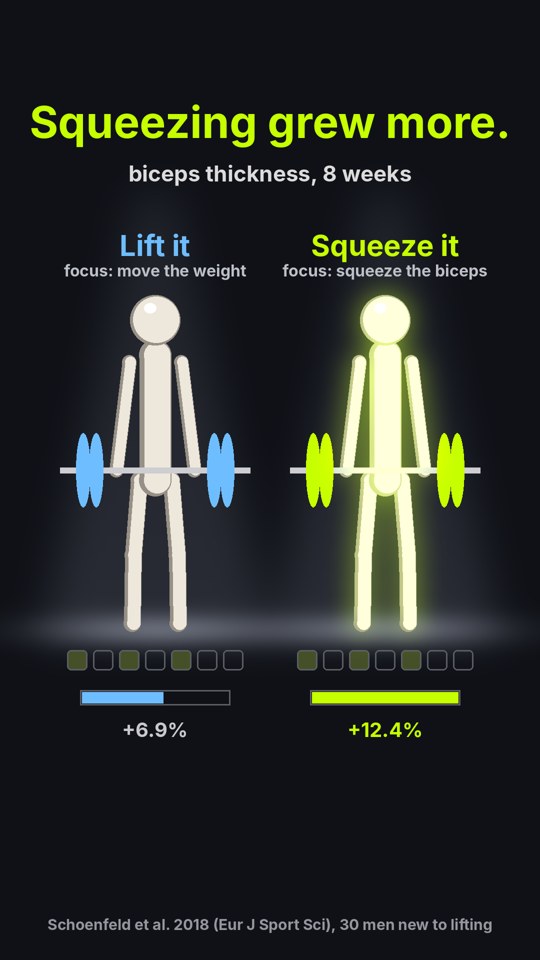 Squeezing grew more.
biceps thickness, 8 weeks
Lift it
focus: move the weight
Squeeze it
focus: squeeze the biceps
+6.9%
+12.4%
Schoenfeld et al. 2018 (Eur J Sport Sci), 30 men new to lifting